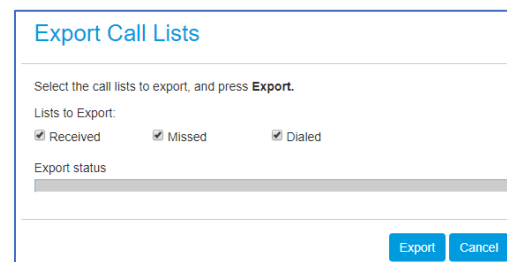 Export Call Lists
Select the call lists to export, and press Export.
Lists to Export:
Received Missed Dialed
Export status
Export Cancel